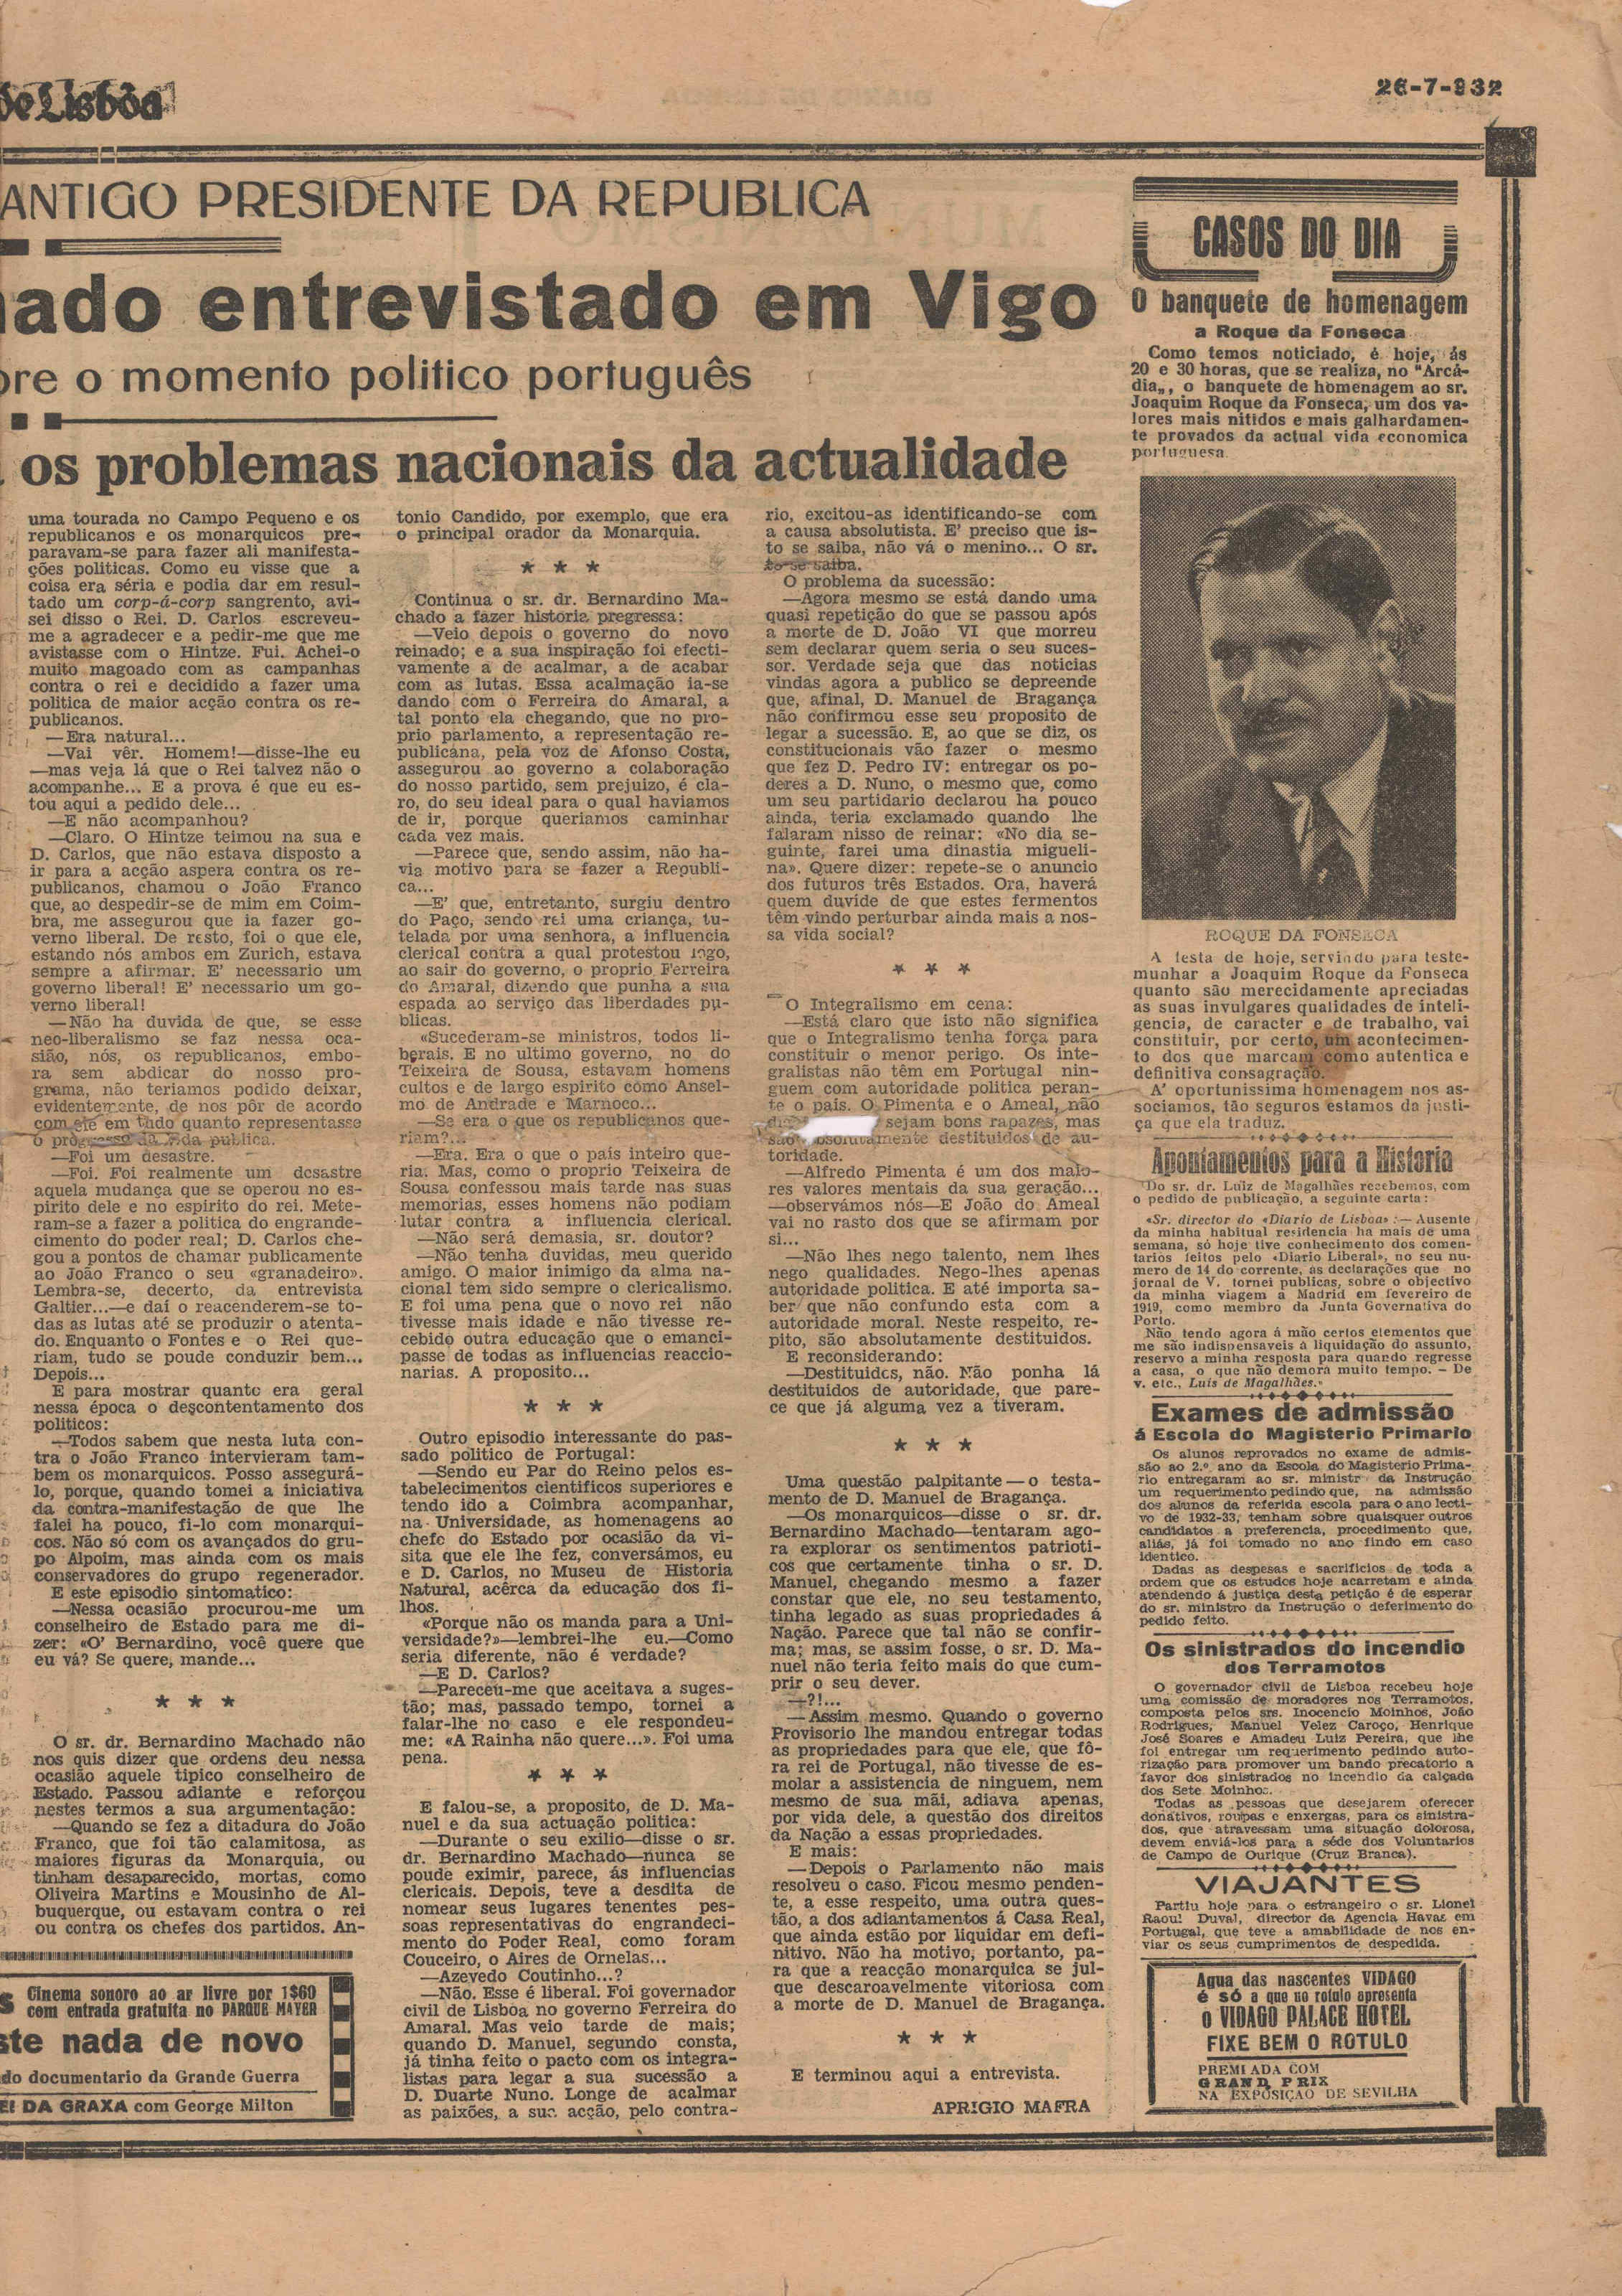 de Lisbôa
26-7-932
ANTIGO PRESIDENTE DA REPUBLICA
ado entrevistado em Vigo
re o momento politico português
os problemas nacionais da actualidade
uma tourada no Campo Pequeno e os
republicanos e os monarquicos pre-
paravam-se para fazer ali manifesta-
ções politicas. Como eu visse que a
coisa era séria e podia dar em resul-
tado um corp-á-corp sangrento, avi-
sei disso o Rei. D. Carlos escreveu-
me a agradecer e a pedir-me que me
avistasse com o Hintze. Fui. Achei-o
muito magoado com as campanhas
contra o rei e decidido a fazer uma
politica de maior acção contra os re-
publicanos.
—Era natural...
—Vai vêr. Homem!—disse-lhe eu
—mas veja lá que o Rei talvez não o
acompanhe... E a prova é que eu es-
tou aqui a pedido dele...
—E não acompanhou?
—Claro. O Hintze teimou na sua e
D. Carlos, que não estava disposto a
ir para a acção aspera contra os re-
publicanos, chamou o João Franco
que, ao despedir-se de mim em Coim-
bra, me assegurou que ia fazer go-
verno liberal. De resto, foi o que ele,
estando nós ambos em Zurich, estava
sempre a afirmar. E' necessario um
governo liberal! E' necessario um go-
verno liberal!
—Não ha duvida de que, se esse
neo-liberalismo se faz nessa oca-
sião, nós, os republicanos, embo-
ra sem abdicar do nosso pro-
grama, não teriamos podido deixar,
evidentemente, de nos pôr de acordo
com ele em tudo quanto representasse
o progresso da vida publica.
—Foi um desastre.
—Foi. Foi realmente um desastre
aquela mudança que se operou no es-
pirito dele e no espirito do rei. Mete-
ram-se a fazer a politica do engrande-
cimento do poder real; D. Carlos che-
gou a pontos de chamar publicamente
ao João Franco o seu «granadeiro».
Lembra-se, decerto, da entrevista
Galtier...—e daí o reacenderem-se to-
das as lutas até se produzir o atenta-
do. Enquanto o Fontes e o Rei que-
riam, tudo se poude conduzir bem...
Depois...
E para mostrar quanto era geral
nessa época o descontentamento dos
politicos:
—Todos sabem que nesta luta con-
tra o João Franco intervieram tam-
bem os monarquicos. Posso assegurá-
lo, porque, quando tomei a iniciativa
da contra-manifestação de que lhe
falei ha pouco, fi-lo com monarqui-
cos. Não só com os avançados do gru-
po Alpoim, mas ainda com os mais
conservadores do grupo regenerador.
E este episodio sintomatico:
—Nessa ocasião procurou-me um
conselheiro de Estado para me di-
zer: «O' Bernardino, você quere que
eu vá? Se quere, mande...
* * *
O sr. dr. Bernardino Machado não
nos quis dizer que ordens deu nessa
ocasião aquele tipico conselheiro de
Estado. Passou adiante e reforçou
nestes termos a sua argumentação:
—Quando se fez a ditadura do João
Franco, que foi tão calamitosa, as
maiores figuras da Monarquia, ou
tinham desaparecido, mortas, como
Oliveira Martins e Mousinho de Al-
buquerque, ou estavam contra o rei
ou contra os chefes dos partidos. An-
S Cinema sonoro ao ar livre por 1$60
com entrada gratuita no PARQUE MAYER
ste nada de novo
do documentario da Grande Guerra
EI DA GRAXA com George Milton
tonio Candido, por exemplo, que era
o principal orador da Monarquia.
* * *
Continua o sr. dr. Bernardino Ma-
chado a fazer historia pregressa:
—Veio depois o governo do novo
reinado; e a sua inspiração foi efecti-
vamente a de acalmar, a de acabar
com as lutas. Essa acalmação ia-se
dando com o Ferreira do Amaral, a
tal ponto ela chegando, que no pro-
prio parlamento, a representação re-
publicana, pela voz de Afonso Costa,
assegurou ao governo a colaboração
do nosso partido, sem prejuizo, é cla-
ro, do seu ideal para o qual haviamos
de ir, porque queriamos caminhar
cada vez mais.
—Parece que, sendo assim, não ha-
via motivo para se fazer a Republi-
ca...
—E' que, entretanto, surgiu dentro
do Paço, sendo rei uma criança, tu-
telada por uma senhora, a influencia
clerical contra a qual protestou logo,
ao sair do governo, o proprio Ferreira
do Amaral, dizendo que punha a sua
espada ao serviço das liberdades pu-
blicas.
«Sucederam-se ministros, todos li-
berais. E no ultimo governo, no do
Teixeira de Sousa, estavam homens
cultos e de largo espirito como Ansel-
mo de Andrade e Marnoco...
—Se era o que os republicanos que-
riam?...
—Era. Era o que o país inteiro que-
ria. Mas, como o proprio Teixeira de
Sousa confessou mais tarde nas suas
memorias, esses homens não podiam
lutar contra a influencia clerical.
—Não será demasia, sr. doutor?
—Não tenha duvidas, meu querido
amigo. O maior inimigo da alma na-
cional tem sido sempre o clericalismo.
E foi uma pena que o novo rei não
tivesse mais idade e não tivesse re-
cebido outra educação que o emanci-
passe de todas as influencias reaccio-
narias. A proposito...
* * *
Outro episodio interessante do pas-
sado politico de Portugal:
—Sendo eu Par do Reino pelos es-
tabelecimentos cientificos superiores e
tendo ido a Coimbra acompanhar,
na Universidade, as homenagens ao
chefe do Estado por ocasião da vi-
sita que ele lhe fez, conversámos, eu
e D. Carlos, no Museu de Historia
Natural, acêrca da educação dos fi-
lhos.
«Porque não os manda para a Uni-
versidade?»—lembrei-lhe eu.—Como
seria diferente, não é verdade?
—E D. Carlos?
—Pareceu-me que aceitava a suges-
tão; mas, passado tempo, tornei a
falar-lhe no caso e ele respondeu-
me: «A Rainha não quere...». Foi uma
pena.
* * *
E falou-se, a proposito, de D. Ma-
nuel e da sua actuação politica:
—Durante o seu exilio—disse o sr.
dr. Bernardino Machado—nunca se
poude eximir, parece, ás influencias
clericais. Depois, teve a desdita de
nomear seus lugares tenentes pes-
soas representativas do engrandeci-
mento do Poder Real, como foram
Couceiro, o Aires de Ornelas...
—Azevedo Coutinho...?
—Não. Esse é liberal. Foi governador
civil de Lisboa no governo Ferreira do
Amaral. Mas veio tarde de mais;
quando D. Manuel, segundo consta,
já tinha feito o pacto com os integra-
listas para legar a sua sucessão a
D. Duarte Nuno. Longe de acalmar
as paixões, a sua acção, pelo contra-
rio, excitou-as identificando-se com
a causa absolutista. E' preciso que is-
to se saiba, não vá o menino... O sr.
to se saiba.
O problema da sucessão:
—Agora mesmo se está dando uma
quasi repetição do que se passou após
a morte de D. João VI que morreu
sem declarar quem seria o seu suces-
sor. Verdade seja que das noticias
vindas agora a publico se depreende
que, afinal, D. Manuel de Bragança
não confirmou esse seu proposito de
legar a sucessão. E, ao que se diz, os
constitucionais vão fazer o mesmo
que fez D. Pedro IV: entregar os po-
deres a D. Nuno, o mesmo que, como
um seu partidario declarou ha pouco
ainda, teria exclamado quando lhe
falaram nisso de reinar: «No dia se-
guinte, farei uma dinastia migueli-
na». Quere dizer: repete-se o anuncio
dos futuros três Estados. Ora, haverá
quem duvide de que estes fermentos
têm vindo perturbar ainda mais a nos-
sa vida social?
* * *
O Integralismo em cena:
—Está claro que isto não significa
que o Integralismo tenha força para
constituir o menor perigo. Os inte-
gralistas não têm em Portugal nin-
guem com autoridade politica peran-
te o pais. O Pimenta e o Ameal, não
sejam bons rapazes, mas
são absolutamente destituidos de au-
toridade.
—Alfredo Pimenta é um dos maio-
res valores mentais da sua geração...
—observámos nós—E João do Ameal
vai no rasto dos que se afirmam por
si...
—Não lhes nego talento, nem lhes
nego qualidades. Nego-lhes apenas
autoridade politica. E até importa sa-
ber que não confundo esta com a
autoridade moral. Neste respeito, re-
pito, são absolutamente destituidos.
E reconsiderando:
—Destituidos, não. Não ponha lá
destituidos de autoridade, que pare-
ce que já alguma vez a tiveram.
* * *
Uma questão palpitante—o testa-
mento de D. Manuel de Bragança.
—Os monarquicos—disse o sr. dr.
Bernardino Machado—tentaram ago-
ra explorar os sentimentos patrioti-
cos que certamente tinha o sr. D.
Manuel, chegando mesmo a fazer
constar que ele, no seu testamento,
tinha legado as suas propriedades á
Nação. Parece que tal não se confir-
ma; mas, se assim fosse, o sr. D. Ma-
nuel não teria feito mais do que cum-
prir o seu dever.
—?!...
—Assim mesmo. Quando o governo
Provisorio lhe mandou entregar todas
as propriedades para que ele, que fô-
ra rei de Portugal, não tivesse de es-
molar a assistencia de ninguem, nem
mesmo de sua mãi, adiava apenas,
por vida dele, a questão dos direitos
da Nação a essas propriedades.
E mais:
—Depois o Parlamento não mais
resolveu o caso. Ficou mesmo penden-
te, a esse respeito, uma outra ques-
tão, a dos adiantamentos á Casa Real,
que ainda estão por liquidar em defi-
nitivo. Não ha motivo, portanto, pa-
ra que a reacção monarquica se jul-
gue descaroavelmente vitoriosa com
a morte de D. Manuel de Bragança.
* * *
E terminou aqui a entrevista.
APRIGIO MAFRA
CASOS DO DIA
O banquete de homenagem
a Roque da Fonseca
Como temos noticiado, é hoje, ás
20 e 30 horas, que se realiza, no "Arcá-
dia„, o banquete de homenagem ao sr.
Joaquim Roque da Fonseca, um dos va-
lores mais nitidos e mais galhardamen-
te provados da actual vida economica
portuguesa.
ROQUE DA FONSECA
A festa de hoje, servindo para teste-
munhar a Joaquim Roque da Fonseca
quanto são merecidamente apreciadas
as suas invulgares qualidades de inteli-
gencia, de caracter e de trabalho, vai
constituir, por certo, um acontecimen-
to dos que marcam como autentica e
definitiva consagração.
A' oportunissima homenagem nos as-
sociamos, tão seguros estamos da justi-
ça que ela traduz.
Apontamentos para a Historia
Do sr. dr. Luiz de Magalhães recebemos, com
o pedido de publicação, a seguinte carta:
«Sr. director do «Diario de Lisboa»:— Ausente
da minha habitual residencia ha mais de uma
semana, só hoje tive conhecimento dos comen-
tarios feitos pelo «Diario Liberal», no seu nu-
mero de 14 do corrente, ás declarações que no
jornal de V. tornei publicas, sobre o objectivo
da minha viagem a Madrid em fevereiro de
1919, como membro da Junta Governativa do
Porto.
Não tendo agora á mão certos elementos que
me são indispensaveis à liquidação do assunto,
reservo a minha resposta para quando regresse
a casa, o que não demora muito tempo. — De
v. etc., Luis de Magalhães.»
Exames de admissão
á Escola do Magisterio Primario
Os alunos reprovados no exame de admis-
são ao 2.º ano da Escola do Magisterio Prima-
rio entregaram ao sr. ministr da Instrução
um requerimento pedindo que, na admissão
dos alunos da referida escola para o ano lecti-
vo de 1932-33, tenham sobre quaisquer outros
candidatos a preferencia, procedimento que,
aliás, já foi tomado no ano findo em caso
identico.
Dadas as despesas e sacrificios de toda a
ordem que os estudos hoje acarretam e ainda
atendendo á justiça desta petição é de esperar
do sr. ministro da Instrução o deferimento do
pedido feito.
Os sinistrados do incendio
dos Terramotos
O governador civil de Lisboa recebeu hoje
uma comissão de moradores nos Terramotos,
composta pelos srs. Inocencio Moinhos, João
Rodrigues, Manuel Velez Caroço, Henrique
José Soares e Amadeu Luiz Pereira, que lhe
foi entregar um requerimento pedindo auto-
rização para promover um bando precatorio a
favor dos sinistrados no incendio da calçada
dos Sete Moinhos.
Todas as pessoas que desejarem oferecer
donativos, roupas e enxergas, para os sinistra-
dos, que atravessam uma situação dolorosa,
devem enviá-los para a séde dos Voluntarios
de Campo de Ourique (Cruz Branca).
VIAJANTES
Partiu hoje para o estrangeiro o sr. Lionel
Raoul Duval, director da Agencia Havas em
Portugal, que teve a amabilidade de nos en-
viar os seus cumprimentos de despedida.
Agua das nascentes VIDAGO
é só a que no rotulo apresenta
O VIDAGO PALACE HOTEL
FIXE BEM O ROTULO
PREMIADA COM
GRAND PRIX
NA EXPOSIÇÃO DE SEVILHA